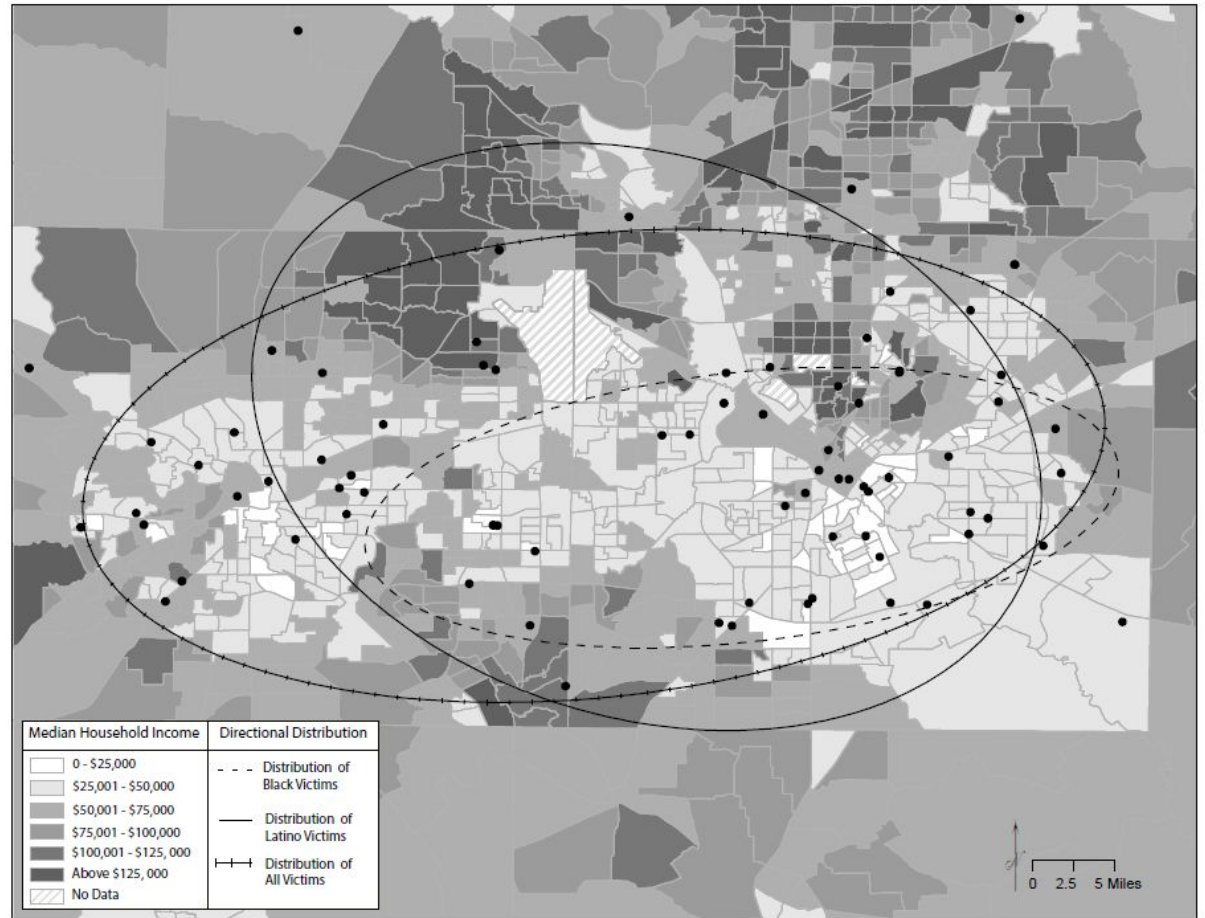 Median Household Income
0 - $25,000
$25,001 - $50,000
$50,001 - $75,000
$75,001 - $100,000
$100,001 - $125, 000
Above $125, 000
No Data
Directional Distribution
Distribution of
Black Victims
Distribution of
Latino Victims
Distribution of
All Victims
0 2.5 5 Miles